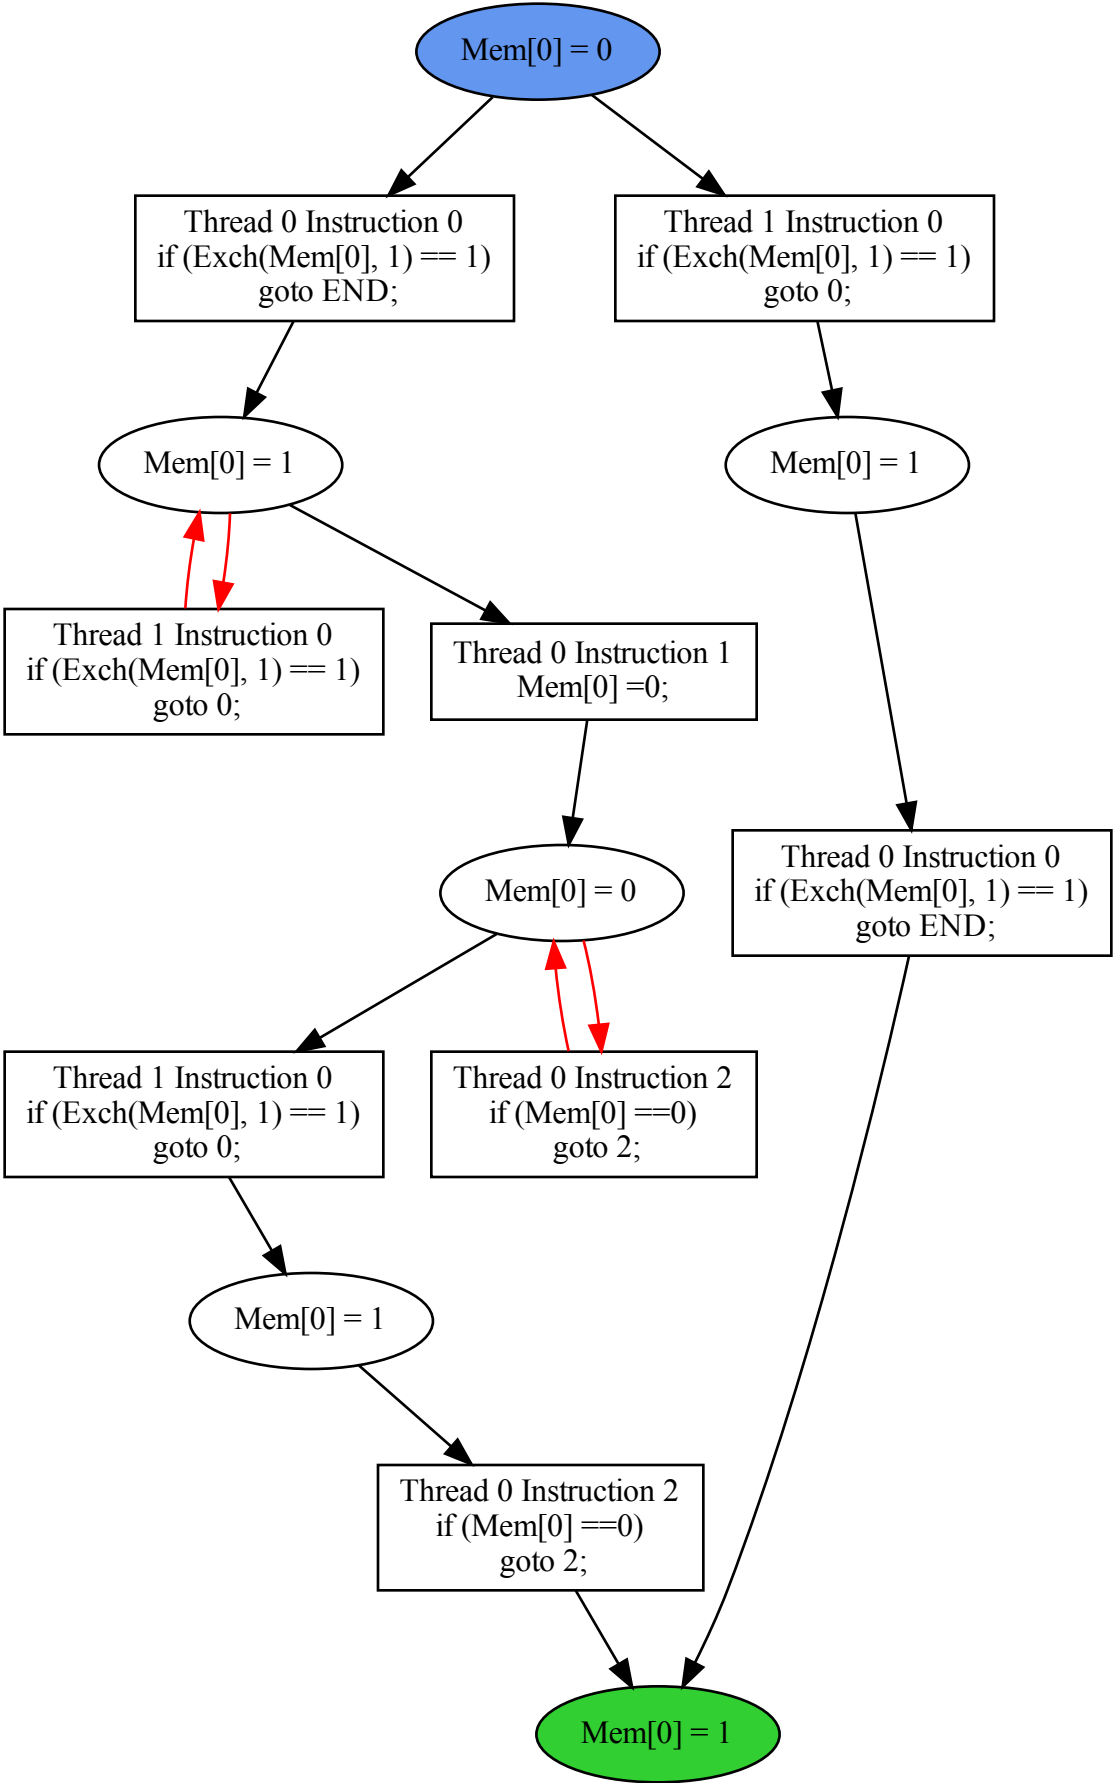 Mem[0] = 0
Thread 0 Instruction 0
if (Exch(Mem[0], 1) == 1)
goto END;
Thread 1 Instruction 0
if (Exch(Mem[0], 1) == 1)
goto 0;
Mem[0] = 1
Mem[0] = 1
Thread 1 Instruction 0
if (Exch(Mem[0], 1) == 1)
goto 0;
Thread 0 Instruction 1
Mem[0] =0;
Mem[0] = 0
Thread 0 Instruction 0
if (Exch(Mem[0], 1) == 1)
goto END;
Thread 1 Instruction 0
if (Exch(Mem[0], 1) == 1)
goto 0;
Thread 0 Instruction 2
if (Mem[0] ==0)
goto 2;
Mem[0] = 1
Thread 0 Instruction 2
if (Mem[0] ==0)
goto 2;
Mem[0] = 1